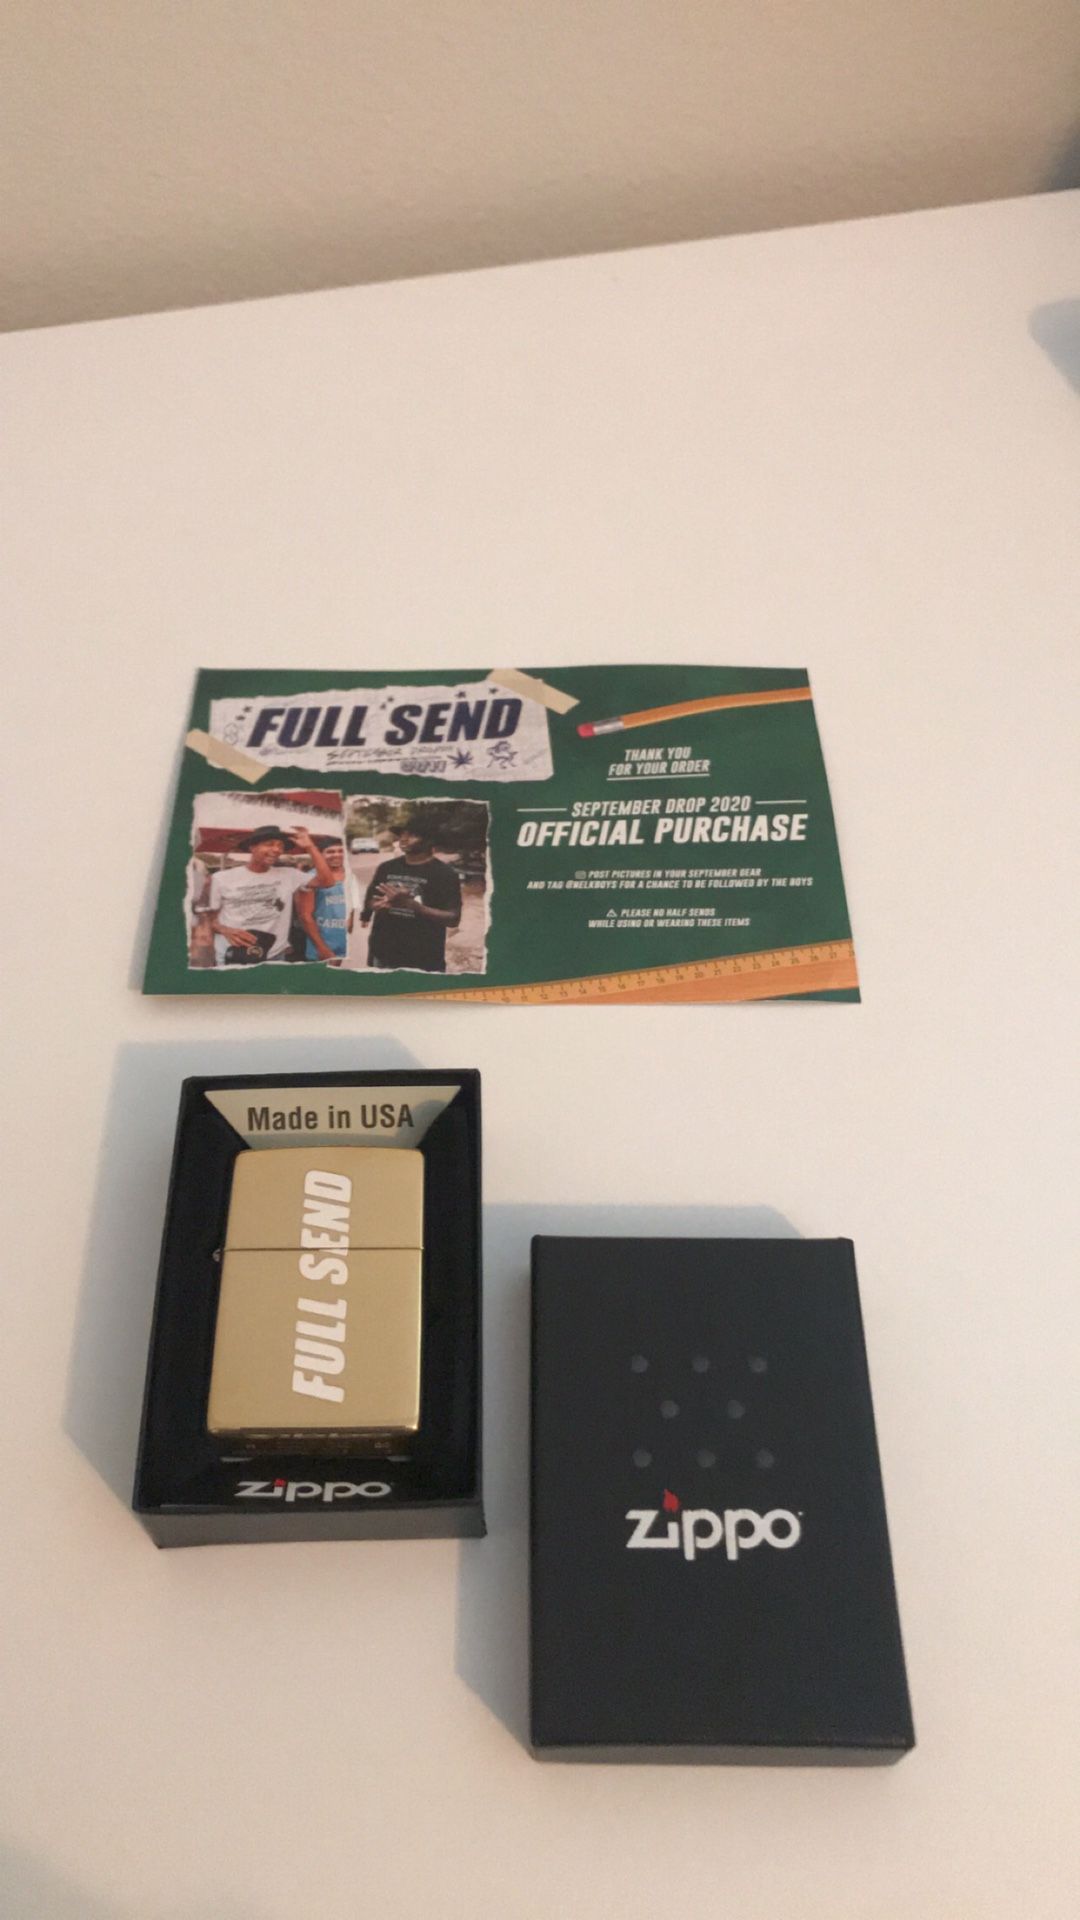 FULL SEND
SEPTEMBER
THANK YOU
FOR YOUR ORDER
SEPTEMBER DROP 2020
OFFICIAL PURCHASE
POST PICTURES IN YOUR SEPTEMBER GEAR
AND TAG @NELKBOYS FOR A CHANCE TO BE FOLLOWED BY THE BOYS
PLEASE NO HALF SENDS
WHILE USING OR WEARING THESE ITEMS
Made in USA
FULL SEND
zippo
zippo